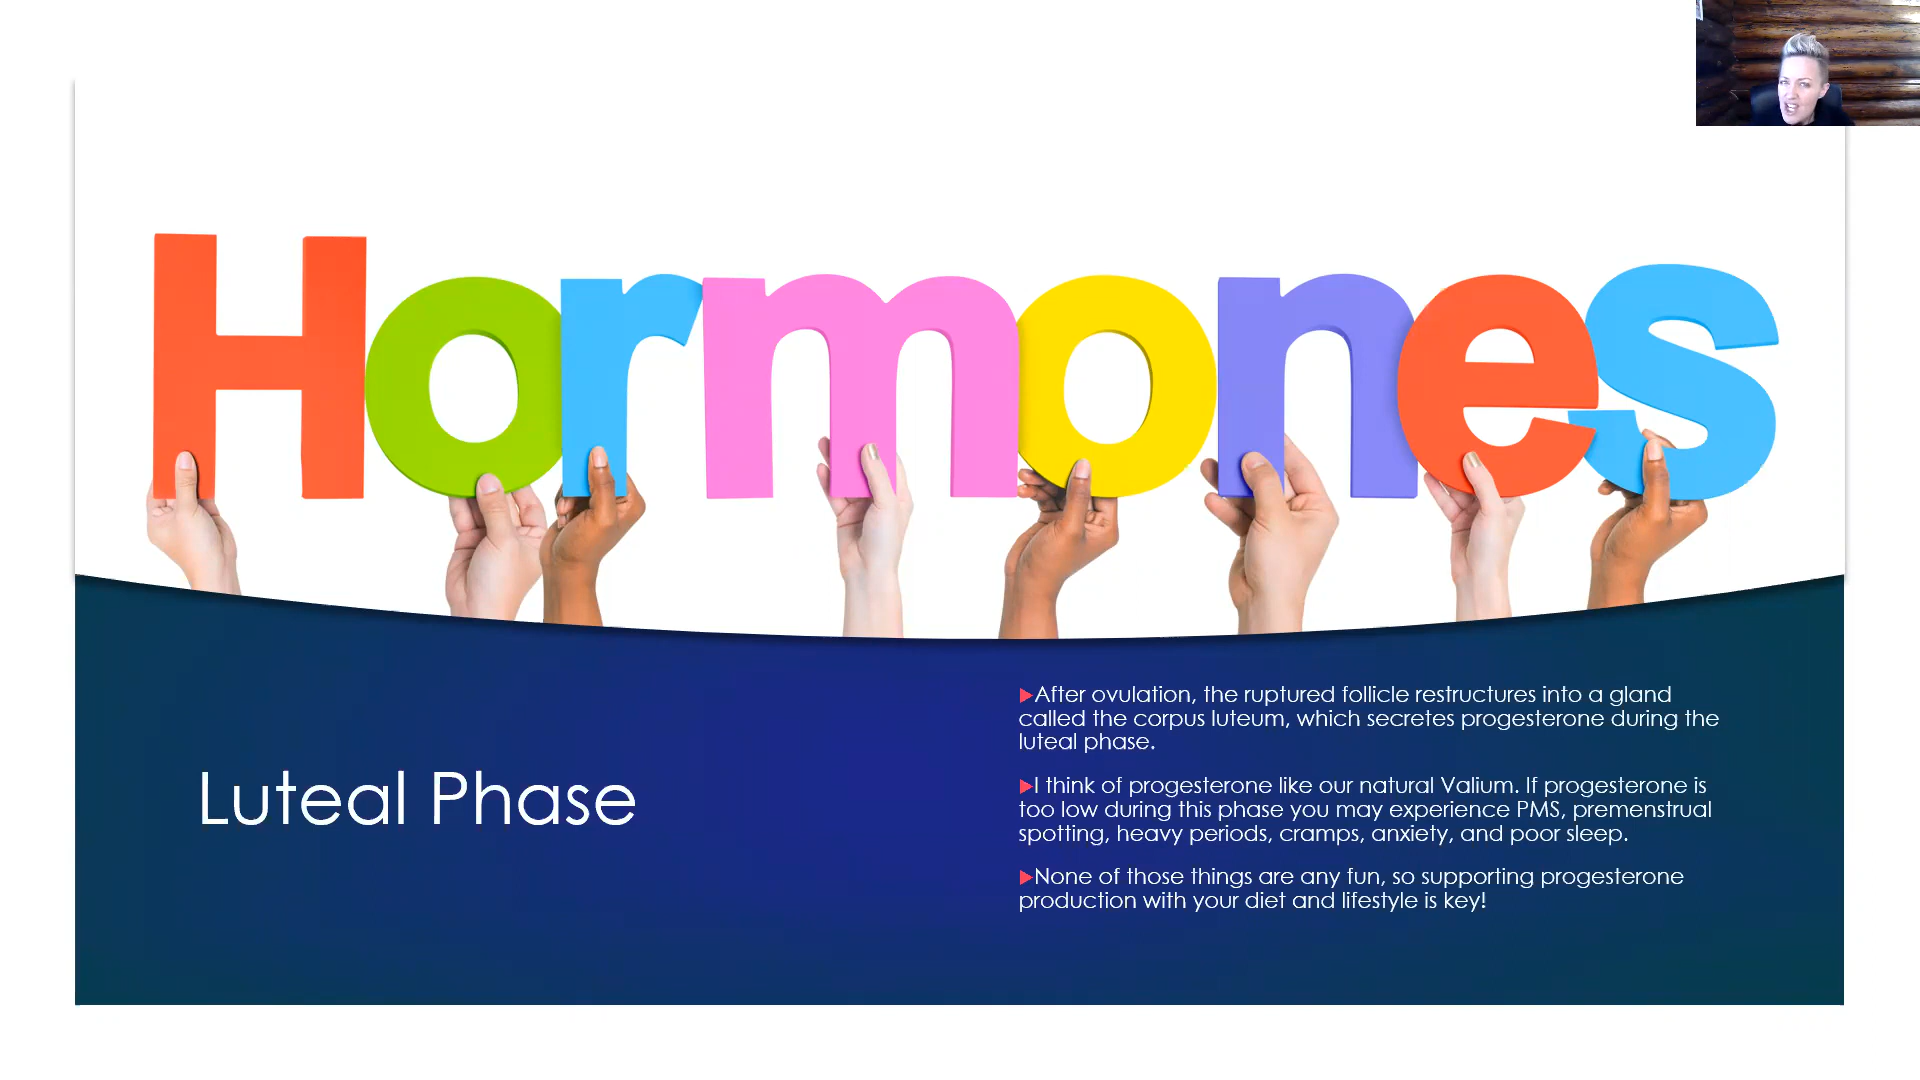 Hormones
Luteal Phase
▶After ovulation, the ruptured follicle restructures into a gland
called the corpus luteum, which secretes progesterone during the
luteal phase.
▶I think of progesterone like our natural Valium. If progesterone is
too low during this phase you may experience PMS, premenstrual
spotting, heavy periods, cramps, anxiety, and poor sleep.
▶None of those things are any fun, so supporting progesterone
production with your diet and lifestyle is key!